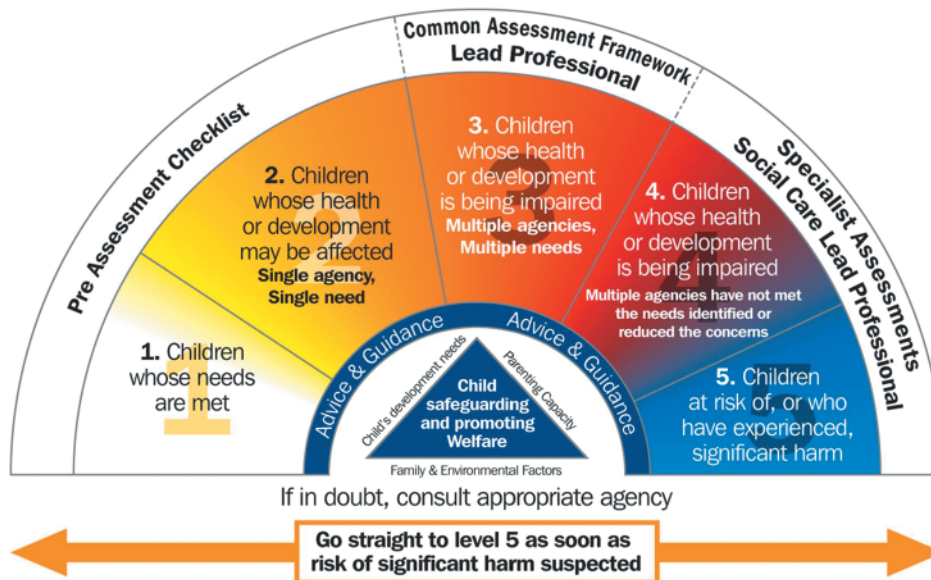 Pre Assessment Checklist
Common Assessment Framework
Lead Professional
Specialist Assessments
Social Care Lead Professional
1
1. Children
whose needs
are met
2
2. Children
whose health
or development
may be affected
Single agency,
Single need
3
3. Children
whose health
or development
is being impaired
Multiple agencies,
Multiple needs
4
4. Children
whose health
or development
is being impaired
Multiple agencies have not met
the needs identified or
reduced the concerns
5
5. Children
at risk of, or who
have experienced,
significant harm
Advice & Guidance
Advice & Guidance
Child's development needs
Parenting Capacity
Child
safeguarding
and promoting
Welfare
Family & Environmental Factors
If in doubt, consult appropriate agency
Go straight to level 5 as soon as
risk of significant harm suspected